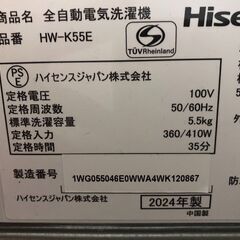 商品名 全自動電気洗濯機
品番 HW-K55E
Hise
S
TÜVRheinland
PS
E
ハイセンスジャパン株式会社
定格電圧 100V
定格周波数 50/60Hz
標準洗濯容量 5.5kg
定格入力 360/410W
定格時間 35分
製造番号 1WG055046E0WWA4WK120867
ハイセンスジャパン株式会社
2024年製
中国製